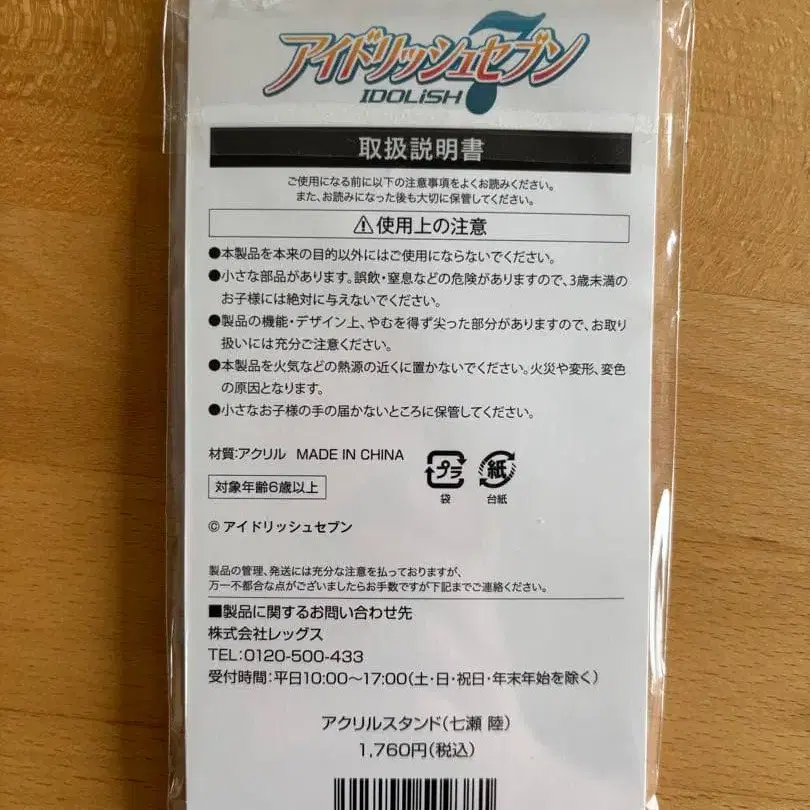 アイドリッシュセブン
7
IDOLiSH
取扱説明書
ご使用になる前に以下の注意事項をよくお読みください。
また、お読みになった後も大切に保管してください。
⚠使用上の注意
●本製品を本来の目的以外にはご使用にならないでください。
●小さな部品があります。誤飲・窒息などの危険がありますので、3歳未満の
お子様には絶対に与えないでください。
●製品の機能・デザイン上、やむを得ず尖った部分がありますので、お取り
扱いには充分ご注意ください。
●本製品を火気などの熱源の近くに置かないでください。火災や変形、変色
の原因となります。
●小さなお子様の手の届かないところに保管してください。
材質:アクリル MADE IN CHINA
プラ
袋
紙
台紙
対象年齢6歳以上
© アイドリッシュセブン
製品の管理、発送には充分な注意を払っておりますが、
万一不都合な点がございましたらお手数ですが下記までご連絡ください。
■製品に関するお問い合わせ先
株式会社レッグス
TEL:0120-500-433
受付時間:平日10:00～17:00(土・日・祝日・年末年始を除く)
アクリルスタンド(七瀬 陸)
1,760円(税込)